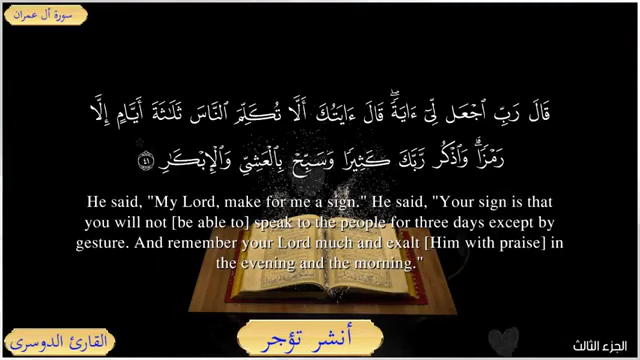 سورة آل عمران
قَالَ رَبِّ ٱجْعَل لِّىٓ ءَايَةًۖ قَالَ ءَايَتُكَ أَلَّا تُكَلِّمَ ٱلنَّاسَ ثَلَٰثَةَ أَيَّامٍ إِلَّا
رَمْزًاۗ وَٱذْكُر رَّبَّكَ كَثِيرًا وَسَبِّحْ بِٱلْعَشِىِّ وَٱلْإِبْكَٰرِ ٤١
He said, "My Lord, make for me a sign." He said, "Your sign is that
you will not [be able to] speak to the people for three days except by
gesture. And remember your Lord much and exalt [Him with praise] in
the evening and the morning."
القارئ الدوسري
أنشر تؤجر
الجزء الثالث